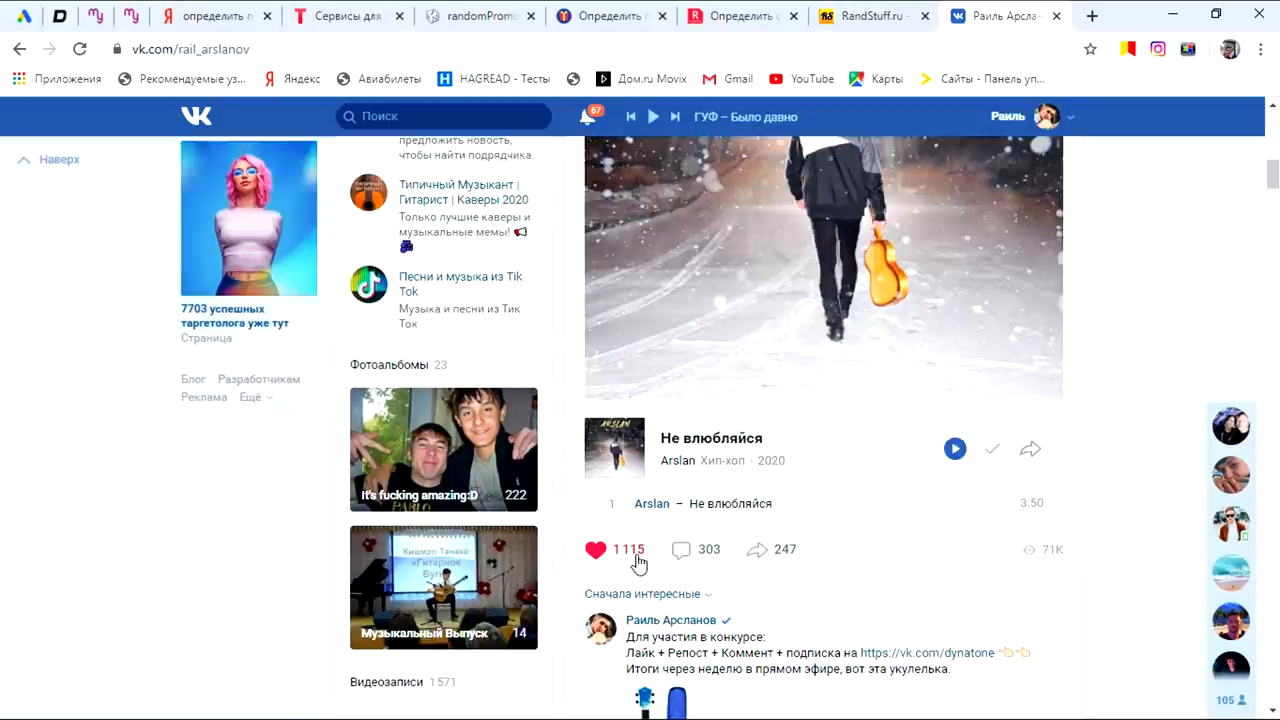 определить п
Сервисы для
randomPromo
Определить п
Определить с
RandStuff.ru -
Раиль Арсла
vk.com/rail_arslanov
Приложения
Рекомендуемые уз...
Яндекс
Авиабилеты
HAGREAD - Тесты
Дом.ru Movix
Gmail
YouTube
Карты
Сайты - Панель уп...
Поиск
67
ГУФ – Было давно
Раиль
Наверх
7703 успешных
таргетолога уже тут
Страница
Блог Разработчикам
Реклама Ещё
предложить новость,
чтобы найти подрядчика.
Типичный Музыкант |
Гитарист | Каверы 2020
Только лучшие каверы и
музыкальные мемы!
Песни и музыка из Tik
Tok
Музыка и песни из Тик
Ток
Фотоальбомы 23
It's fucking amazing:D 222
Киширо Танако
«Гитарное
Музыкальный Выпуск 14
Видеозаписи 1 571
ARSLAN
Не влюбляйся
Arslan Хип-хоп · 2020
1 Arslan – Не влюбляйся 3:50
1 115 303 247 71K
Сначала интересные
Раиль Арсланов
Для участия в конкурсе:
Лайк + Репост + Коммент + подписка на https://vk.com/dynatone
Итоги через неделю в прямом эфире, вот эта укулелька.
105